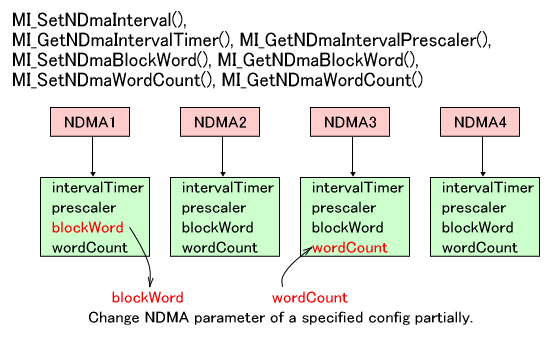 MI_SetNDmaInterval(),
MI_GetNDmaIntervalTimer(), MI_GetNDmaIntervalPrescaler(),
MI_SetNDmaBlockWord(), MI_GetNDmaBlockWord(),
MI_SetNDmaWordCount(), MI_GetNDmaWordCount()
NDMA1 NDMA2 NDMA3 NDMA4
intervalTimer intervalTimer intervalTimer intervalTimer
prescaler prescaler prescaler prescaler
blockWord blockWord blockWord blockWord
wordCount wordCount wordCount wordCount
blockWord wordCount
Change NDMA parameter of a specified config partially.